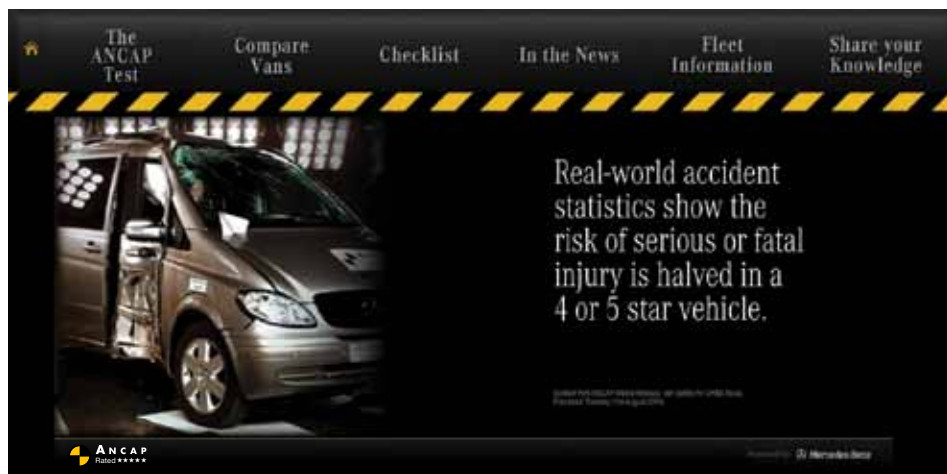 The
ANCAP
Test
Compare
Vans
Checklist
In the News
Fleet
Information
Share your
Knowledge
Real-world accident
statistics show the
risk of serious or fatal
injury is halved in a
4 or 5 star vehicle.
ANCAP
Rated ★★★★★
Mercedes-Benz